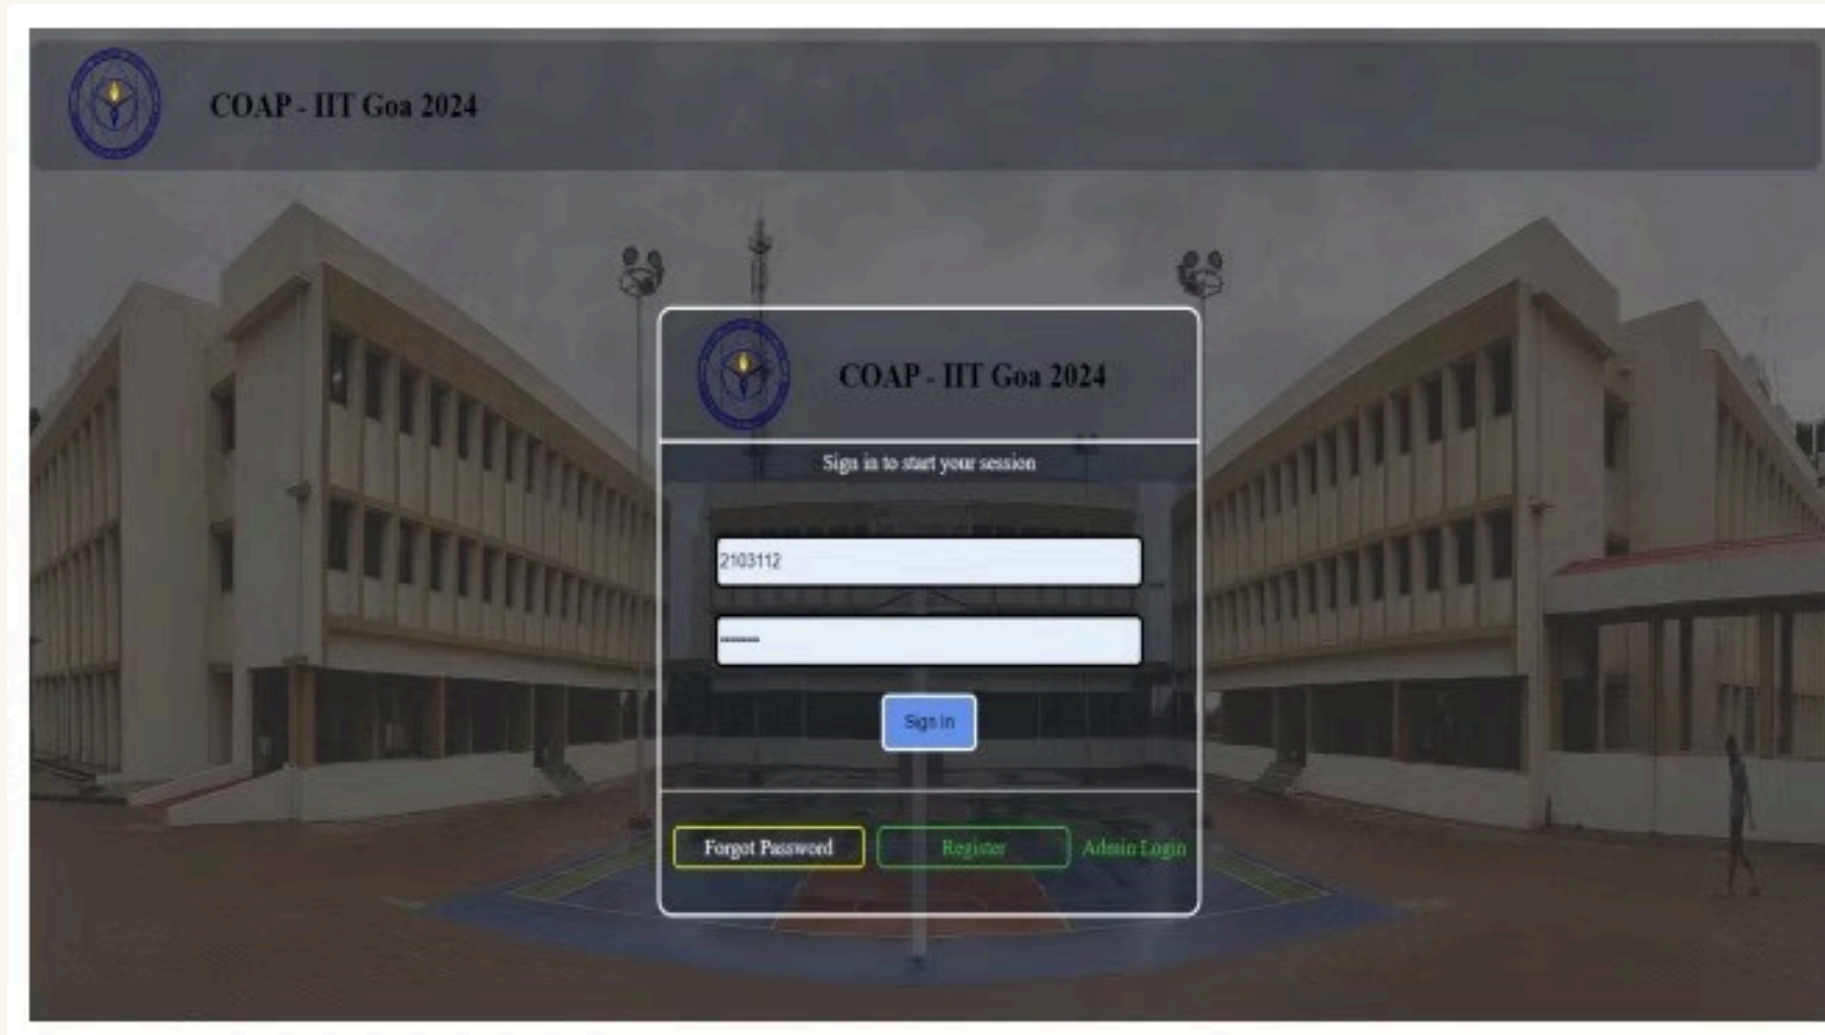 COAP - IIT Goa 2024
COAP - IIT Goa 2024
Sign in to start your session
2103112
Sign In
Forgot Password
Register
Admin Login